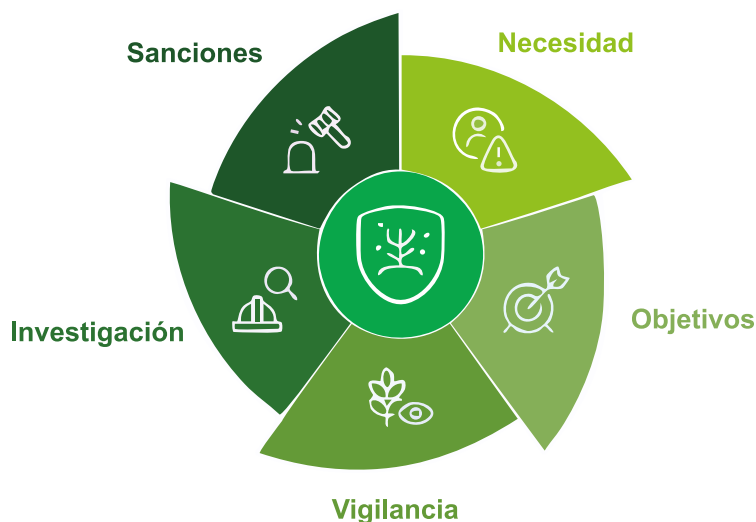 Sanciones
Necesidad
Investigación
Objetivos
Vigilancia